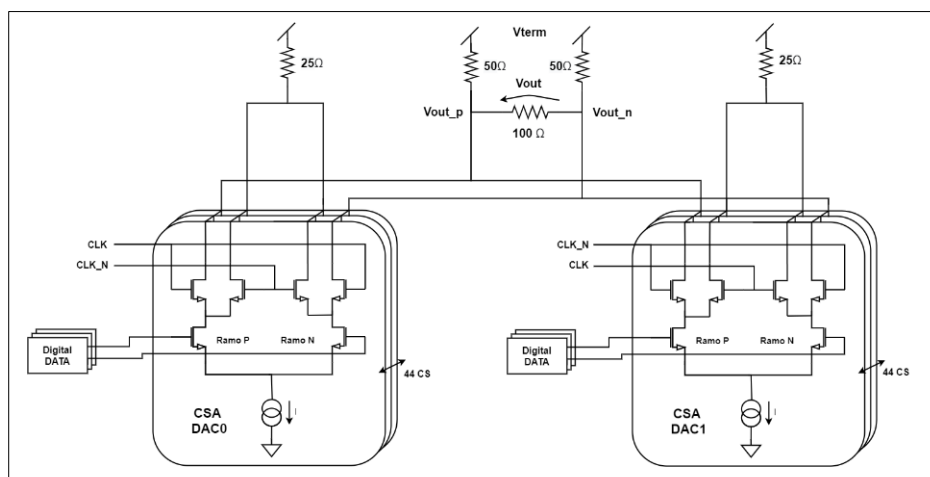 Vterm
25Ω
50Ω
50Ω
25Ω
Vout
Vout_p
Vout_n
100 Ω
CLK
CLK_N
Digital
DATA
Ramo P
Ramo N
44 CS
CSA
DAC0
I
CLK_N
CLK
Digital
DATA
Ramo P
Ramo N
44 CS
CSA
DAC1
I